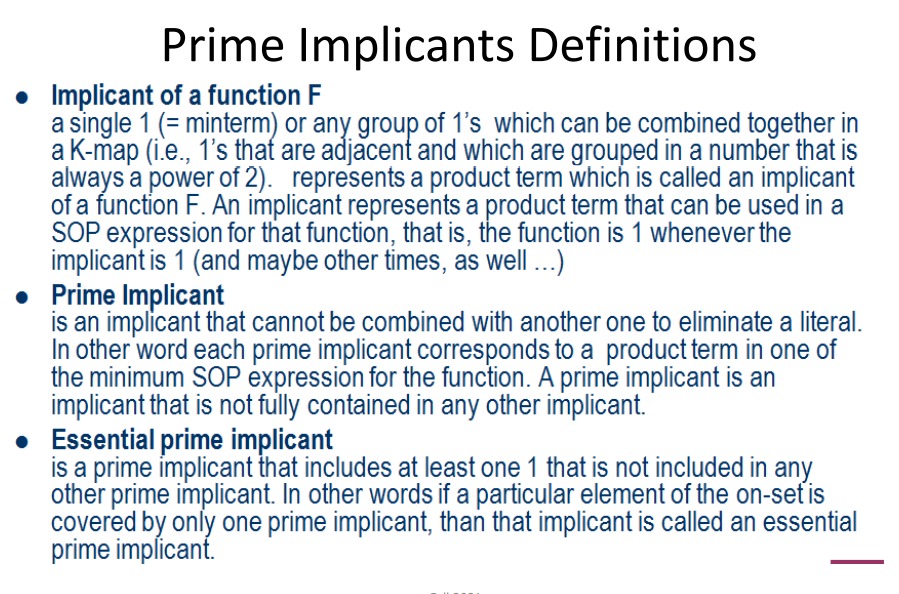 Prime Implicants Definitions
● Implicant of a function F
a single 1 (= minterm) or any group of 1's which can be combined together in
a K-map (i.e., 1's that are adjacent and which are grouped in a number that is
always a power of 2). represents a product term which is called an implicant
of a function F. An implicant represents a product term that can be used in a
SOP expression for that function, that is, the function is 1 whenever the
implicant is 1 (and maybe other times, as well …)
● Prime Implicant
is an implicant that cannot be combined with another one to eliminate a literal.
In other word each prime implicant corresponds to a product term in one of
the minimum SOP expression for the function. A prime implicant is an
implicant that is not fully contained in any other implicant.
● Essential prime implicant
is a prime implicant that includes at least one 1 that is not included in any
other prime implicant. In other words if a particular element of the on-set is
covered by only one prime implicant, than that implicant is called an essential
prime implicant.